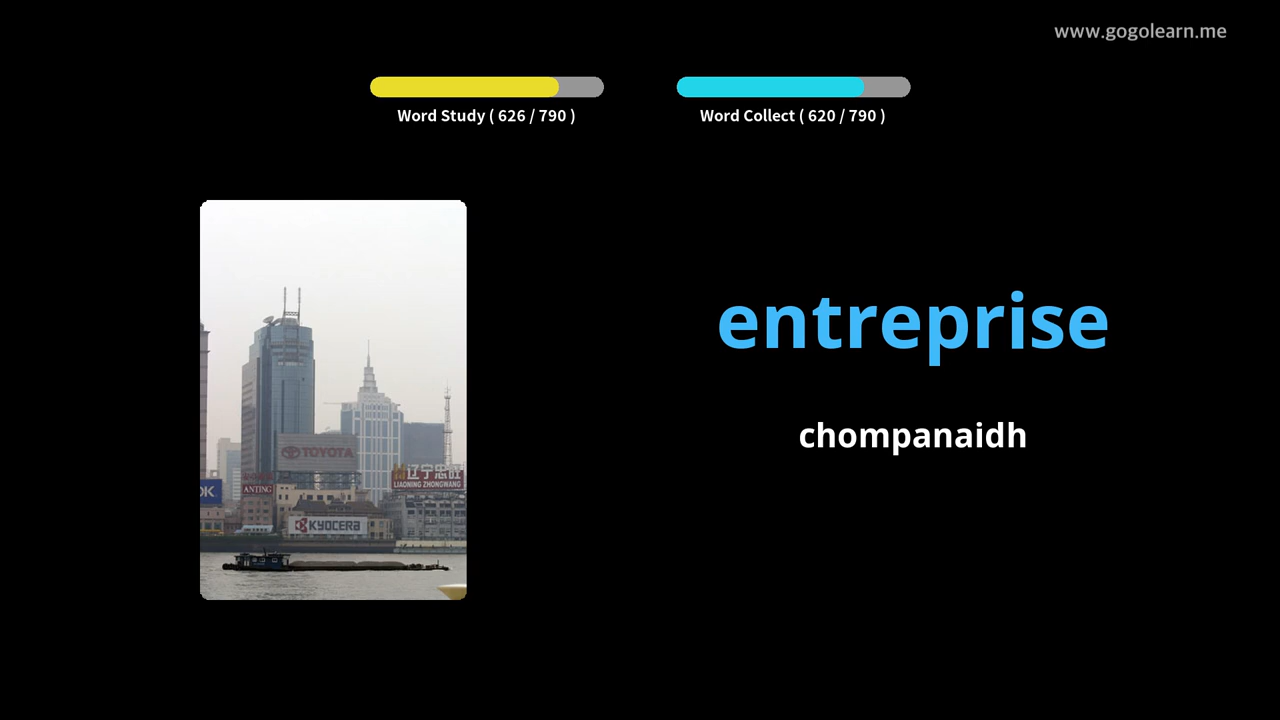 www.gogolearn.me
Word Study ( 626 / 790 )
Word Collect ( 620 / 790 )
entreprise
chompanaidh
TOYOTA
辽宁忠旺
LIAONING ZHONGWANG
ANTING
OK
KYOCERA